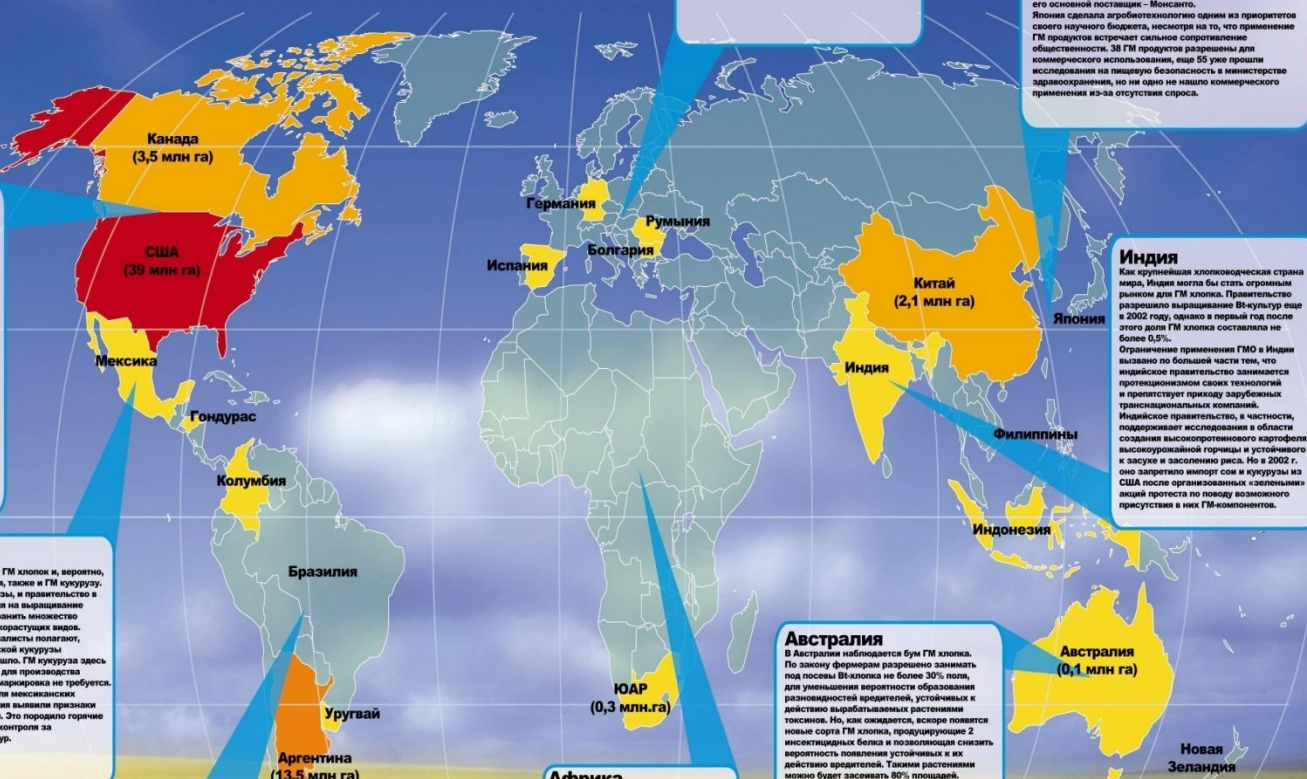 его основной поставщик – Монсанто.
Япония сделала агробиотехнологию одним из приоритетов
своего научного бюджета, несмотря на то, что применение
ГМ продуктов встречает сильное сопротивление
общественности. 38 ГМ продуктов разрешены для
коммерческого использования, еще 55 уже прошли
исследования на пищевую безопасность в министерстве
здравоохранения, но ни одно не нашло коммерческого
применения из-за отсутствия спроса.
Канада
(3,5 млн га)
США
(39 млн га)
Мексика
Гондурас
Колумбия
Бразилия
Уругвай
Аргентина
(13,5 млн га)
Германия
Румыния
Болгария
Испания
Китай
(2,1 млн га)
Япония
Индия
Филиппины
Индонезия
ЮАР
(0,3 млн.га)
Австралия
(0,1 млн га)
Новая
Зеландия
Индия
Как крупнейшая хлопководческая страна
мира, Индия могла бы стать огромным
рынком для ГМ хлопка. Правительство
разрешило выращивание Bt-культур еще
в 2002 году, однако в первый год после
этого доля ГМ хлопка составляла не
более 0,5%.
Ограничение применения ГМО в Индии
вызвано по большей части тем, что
индийское правительство занимается
протекционизмом своих технологий
и препятствует приходу зарубежных
транснациональных компаний.
Индийское правительство, в частности,
поддерживает исследования в области
создания высокопротеинового картофеля
высокоурожайной горчицы и устойчивого
к засухе и засолению риса. Но в 2002 г.
оно запретило импорт сои и кукурузы из
США после организованных «зелеными»
акций протеста по поводу возможного
присутствия в них ГМ-компонентов.
ГМ хлопок и, вероятно,
также и ГМ кукурузу.
и правительство в
на выращивание
множество
видов.
полагают,
кукурузы
ГМ кукуруза здесь
для производства
маркировка не требуется.
мексиканских
выявили признаки
Это породило горячие
контроля за
Австралия
В Австралии наблюдается бум ГМ хлопка.
По закону фермерам разрешено занимать
под посевы Bt-хлопка не более 30% поля,
для уменьшения вероятности образования
разновидностей вредителей, устойчивых к
действию вырабатываемых растениями
токсинов. Но, как ожидается, вскоре появятся
новые сорта ГМ хлопка, продуцирующие 2
инсектицидных белка и позволяющая снизить
вероятность появления устойчивых к их
действию вредителей. Такими растениями
можно будет засеивать 80% площадей.
Африка